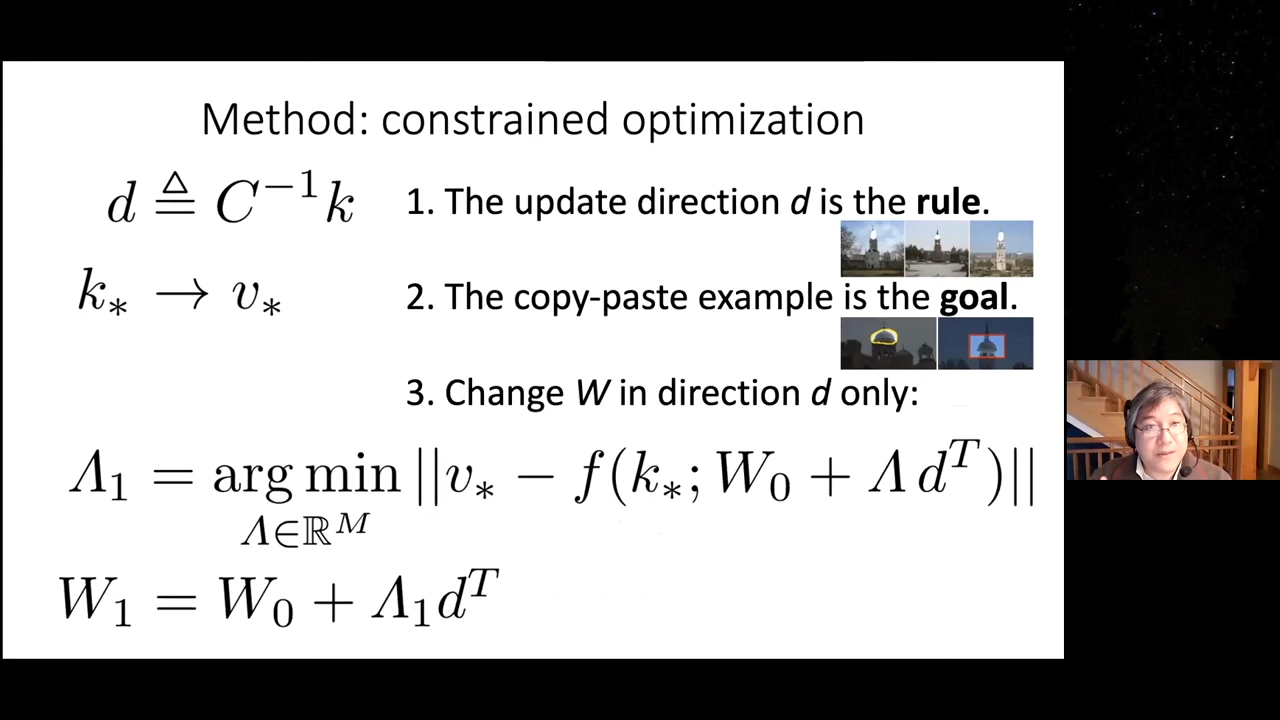 Method: constrained optimization
d ≜ C⁻¹k
1. The update direction d is the rule.
k∗ → v∗
2. The copy-paste example is the goal.
3. Change W in direction d only:
Λ₁ = arg min ||v∗ − f(k∗; W₀ + Λ dᵀ)||
Λ∈ℝᴹ
W₁ = W₀ + Λ₁dᵀ